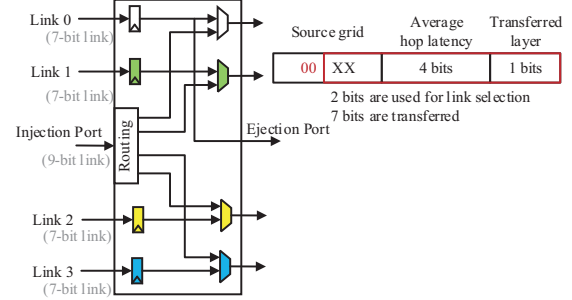 Link 0
(7-bit link)
Link 1
(7-bit link)
Injection Port
(9-bit link)
Routing
Link 2
(7-bit link)
Link 3
(7-bit link)
Ejection Port
Source grid
Average
hop latency
Transferred
layer
00 XX 4 bits 1 bits
2 bits are used for link selection
7 bits are transferred